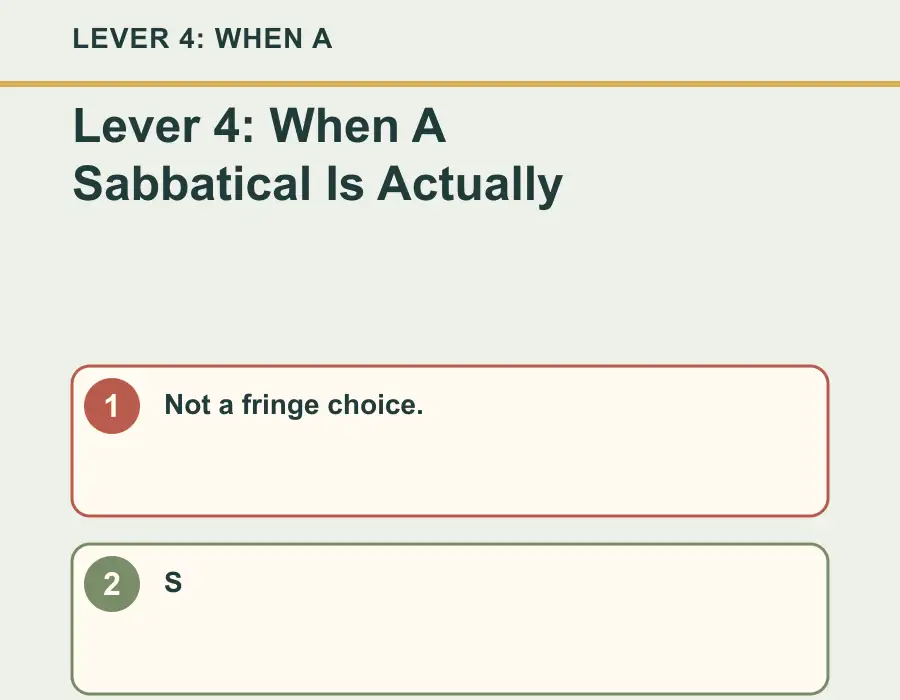 LEVER 4: WHEN A
Lever 4: When A
Sabbatical Is Actually
1 Not a fringe choice.
2 S